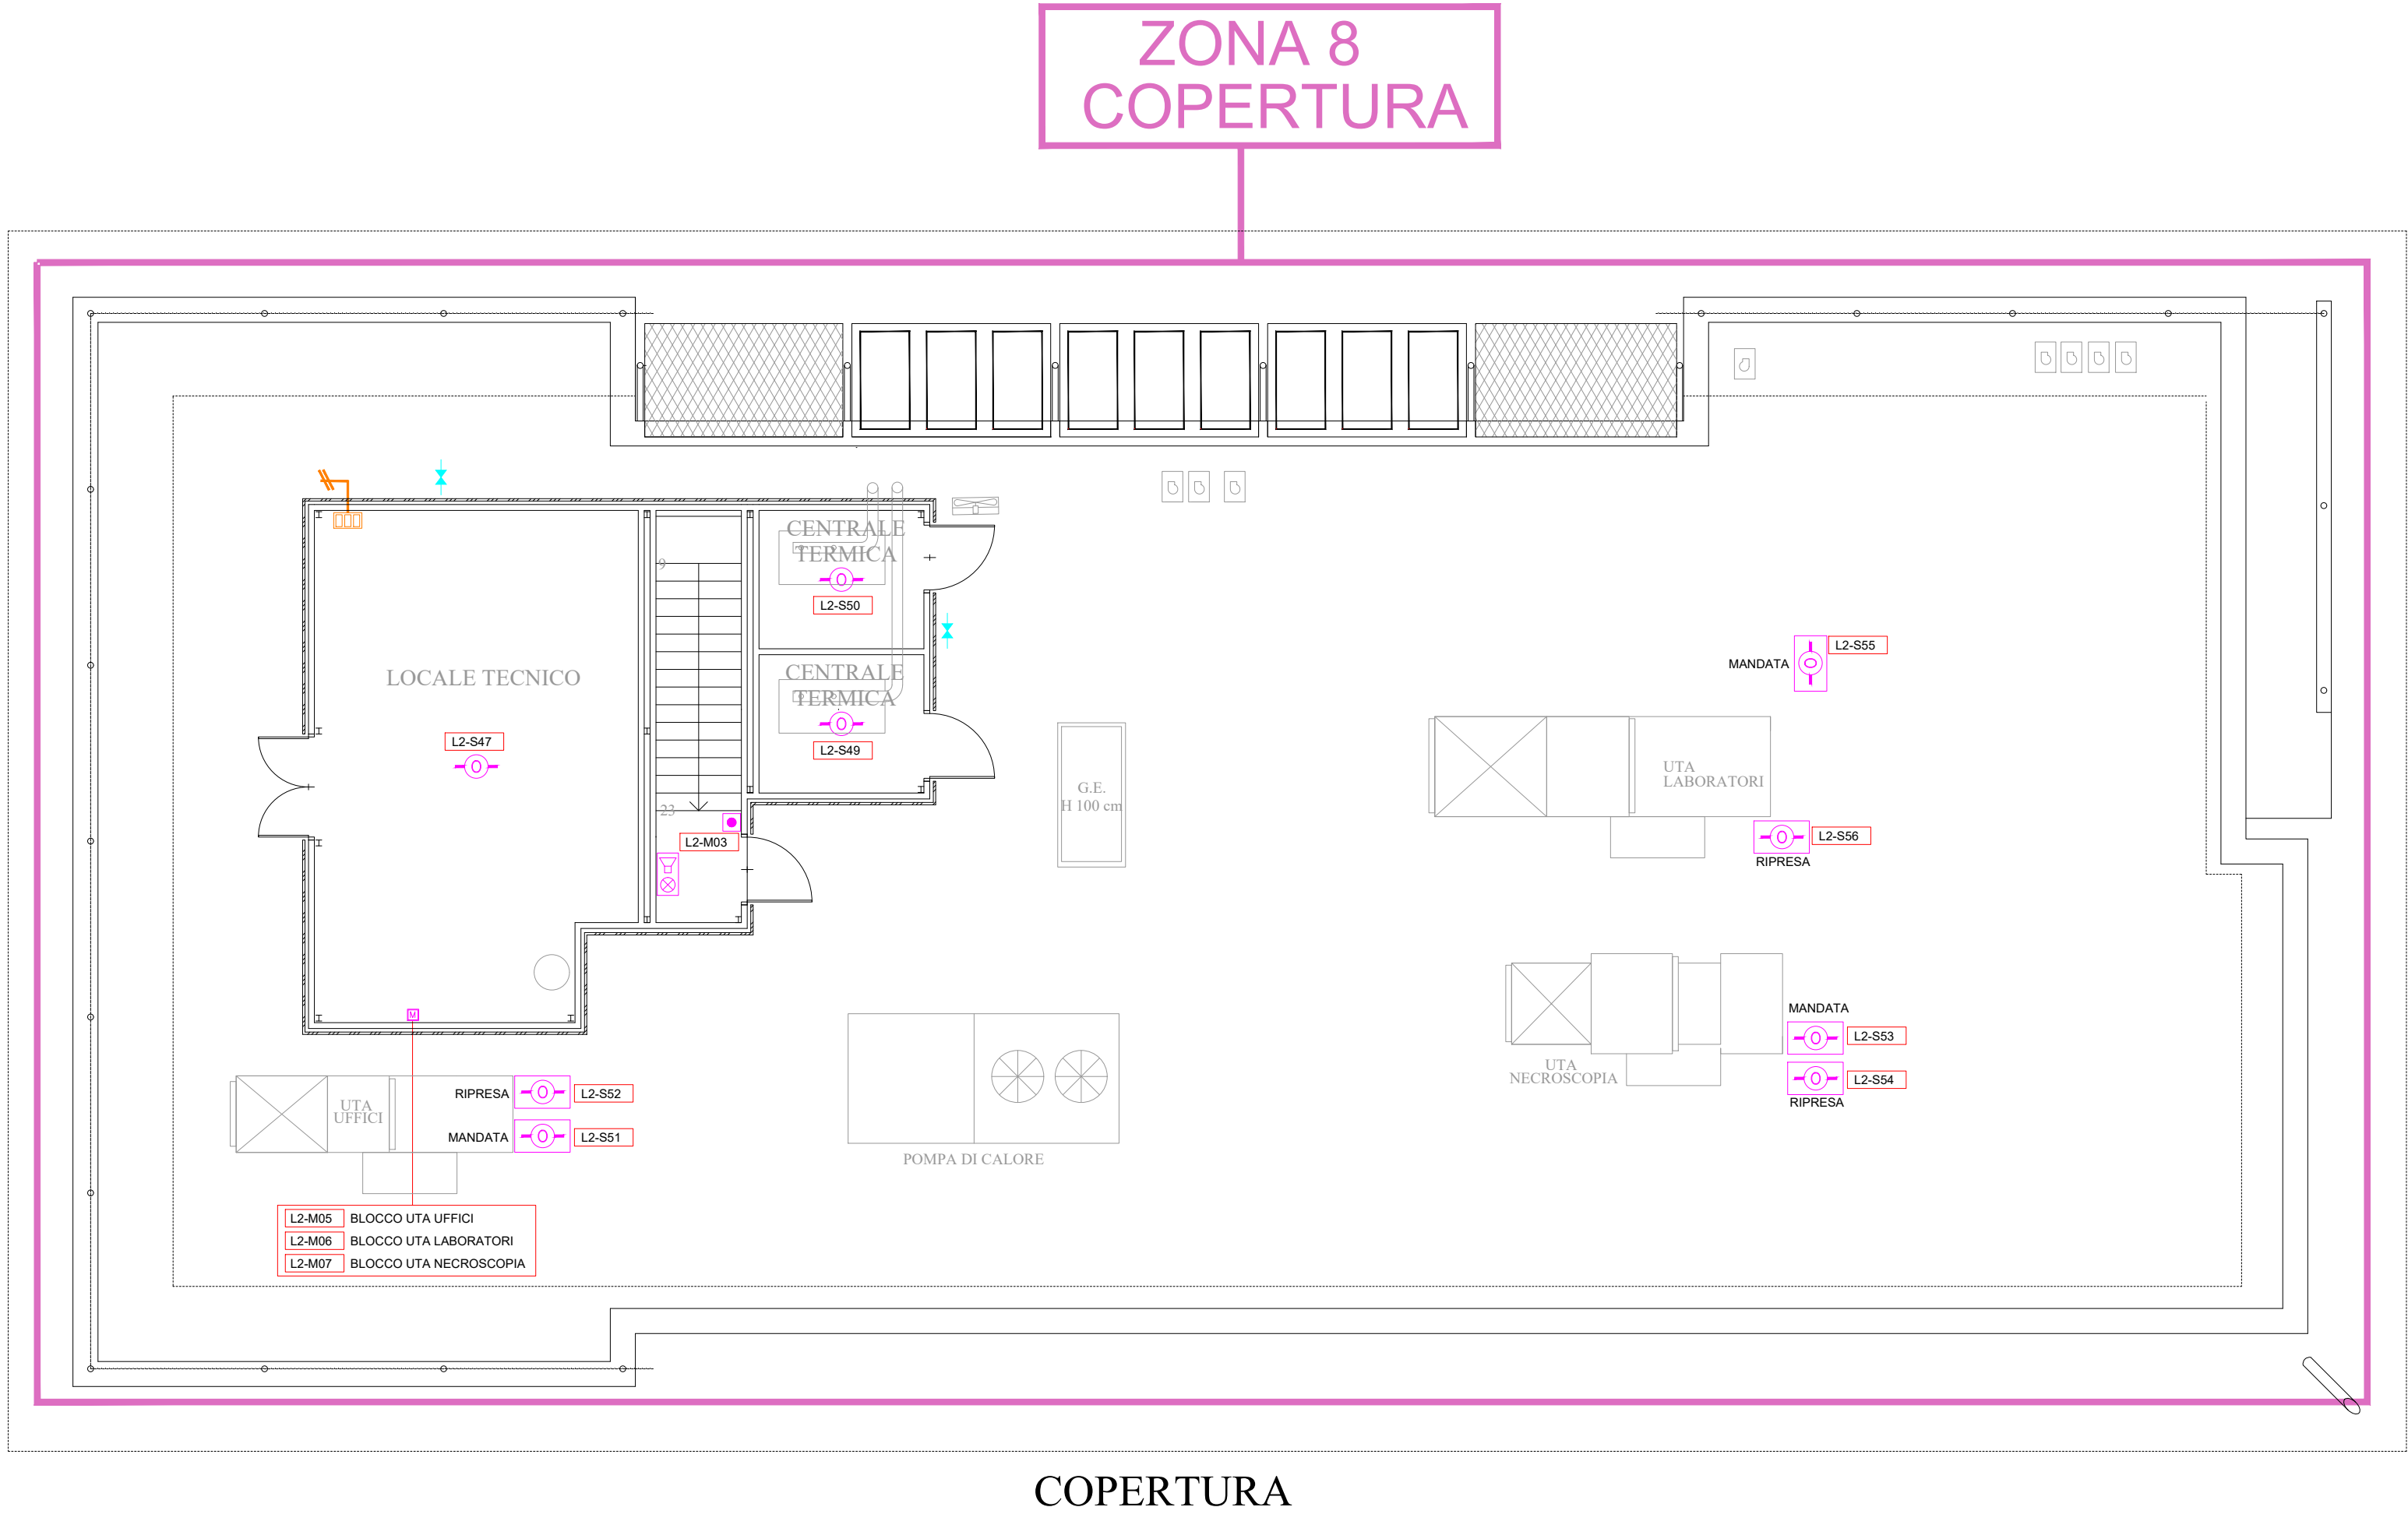 ZONA 8
COPERTURA
CENTRALE
TERMICA
9
L2-S50
LOCALE TECNICO
CENTRALE
TERMICA
L2-S47
L2-S49
23
L2-M03
G.E.
H 100 cm
L2-S55
MANDATA
UTA
LABORATORI
L2-S56
RIPRESA
M
MANDATA
L2-S53
UTA
NECROSCOPIA
L2-S54
RIPRESA
UTA
UFFICI
RIPRESA
L2-S52
MANDATA
L2-S51
POMPA DI CALORE
L2-M05 BLOCCO UTA UFFICI
L2-M06 BLOCCO UTA LABORATORI
L2-M07 BLOCCO UTA NECROSCOPIA
COPERTURA